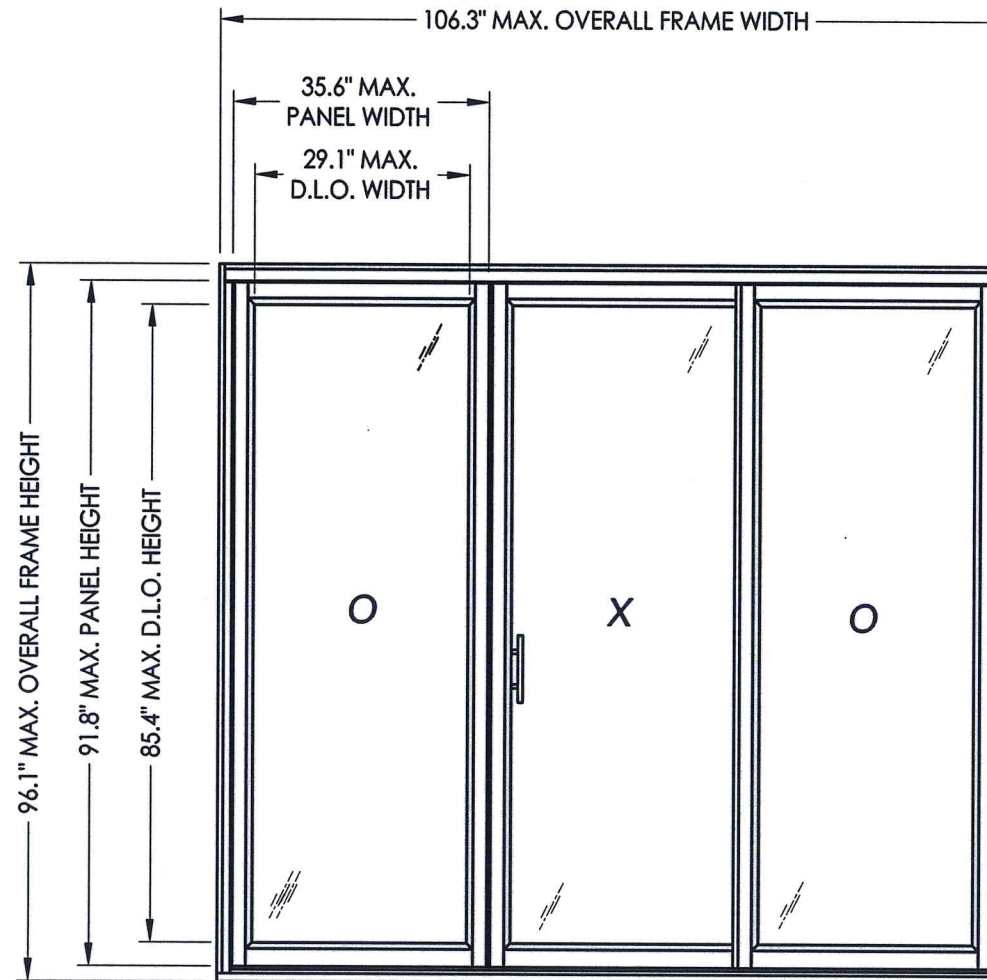 106.3" MAX. OVERALL FRAME WIDTH
35.6" MAX.
PANEL WIDTH
29.1" MAX.
D.L.O. WIDTH
96.1" MAX. OVERALL FRAME HEIGHT
91.8" MAX. PANEL HEIGHT
85.4" MAX. D.L.O. HEIGHT
O
X
O